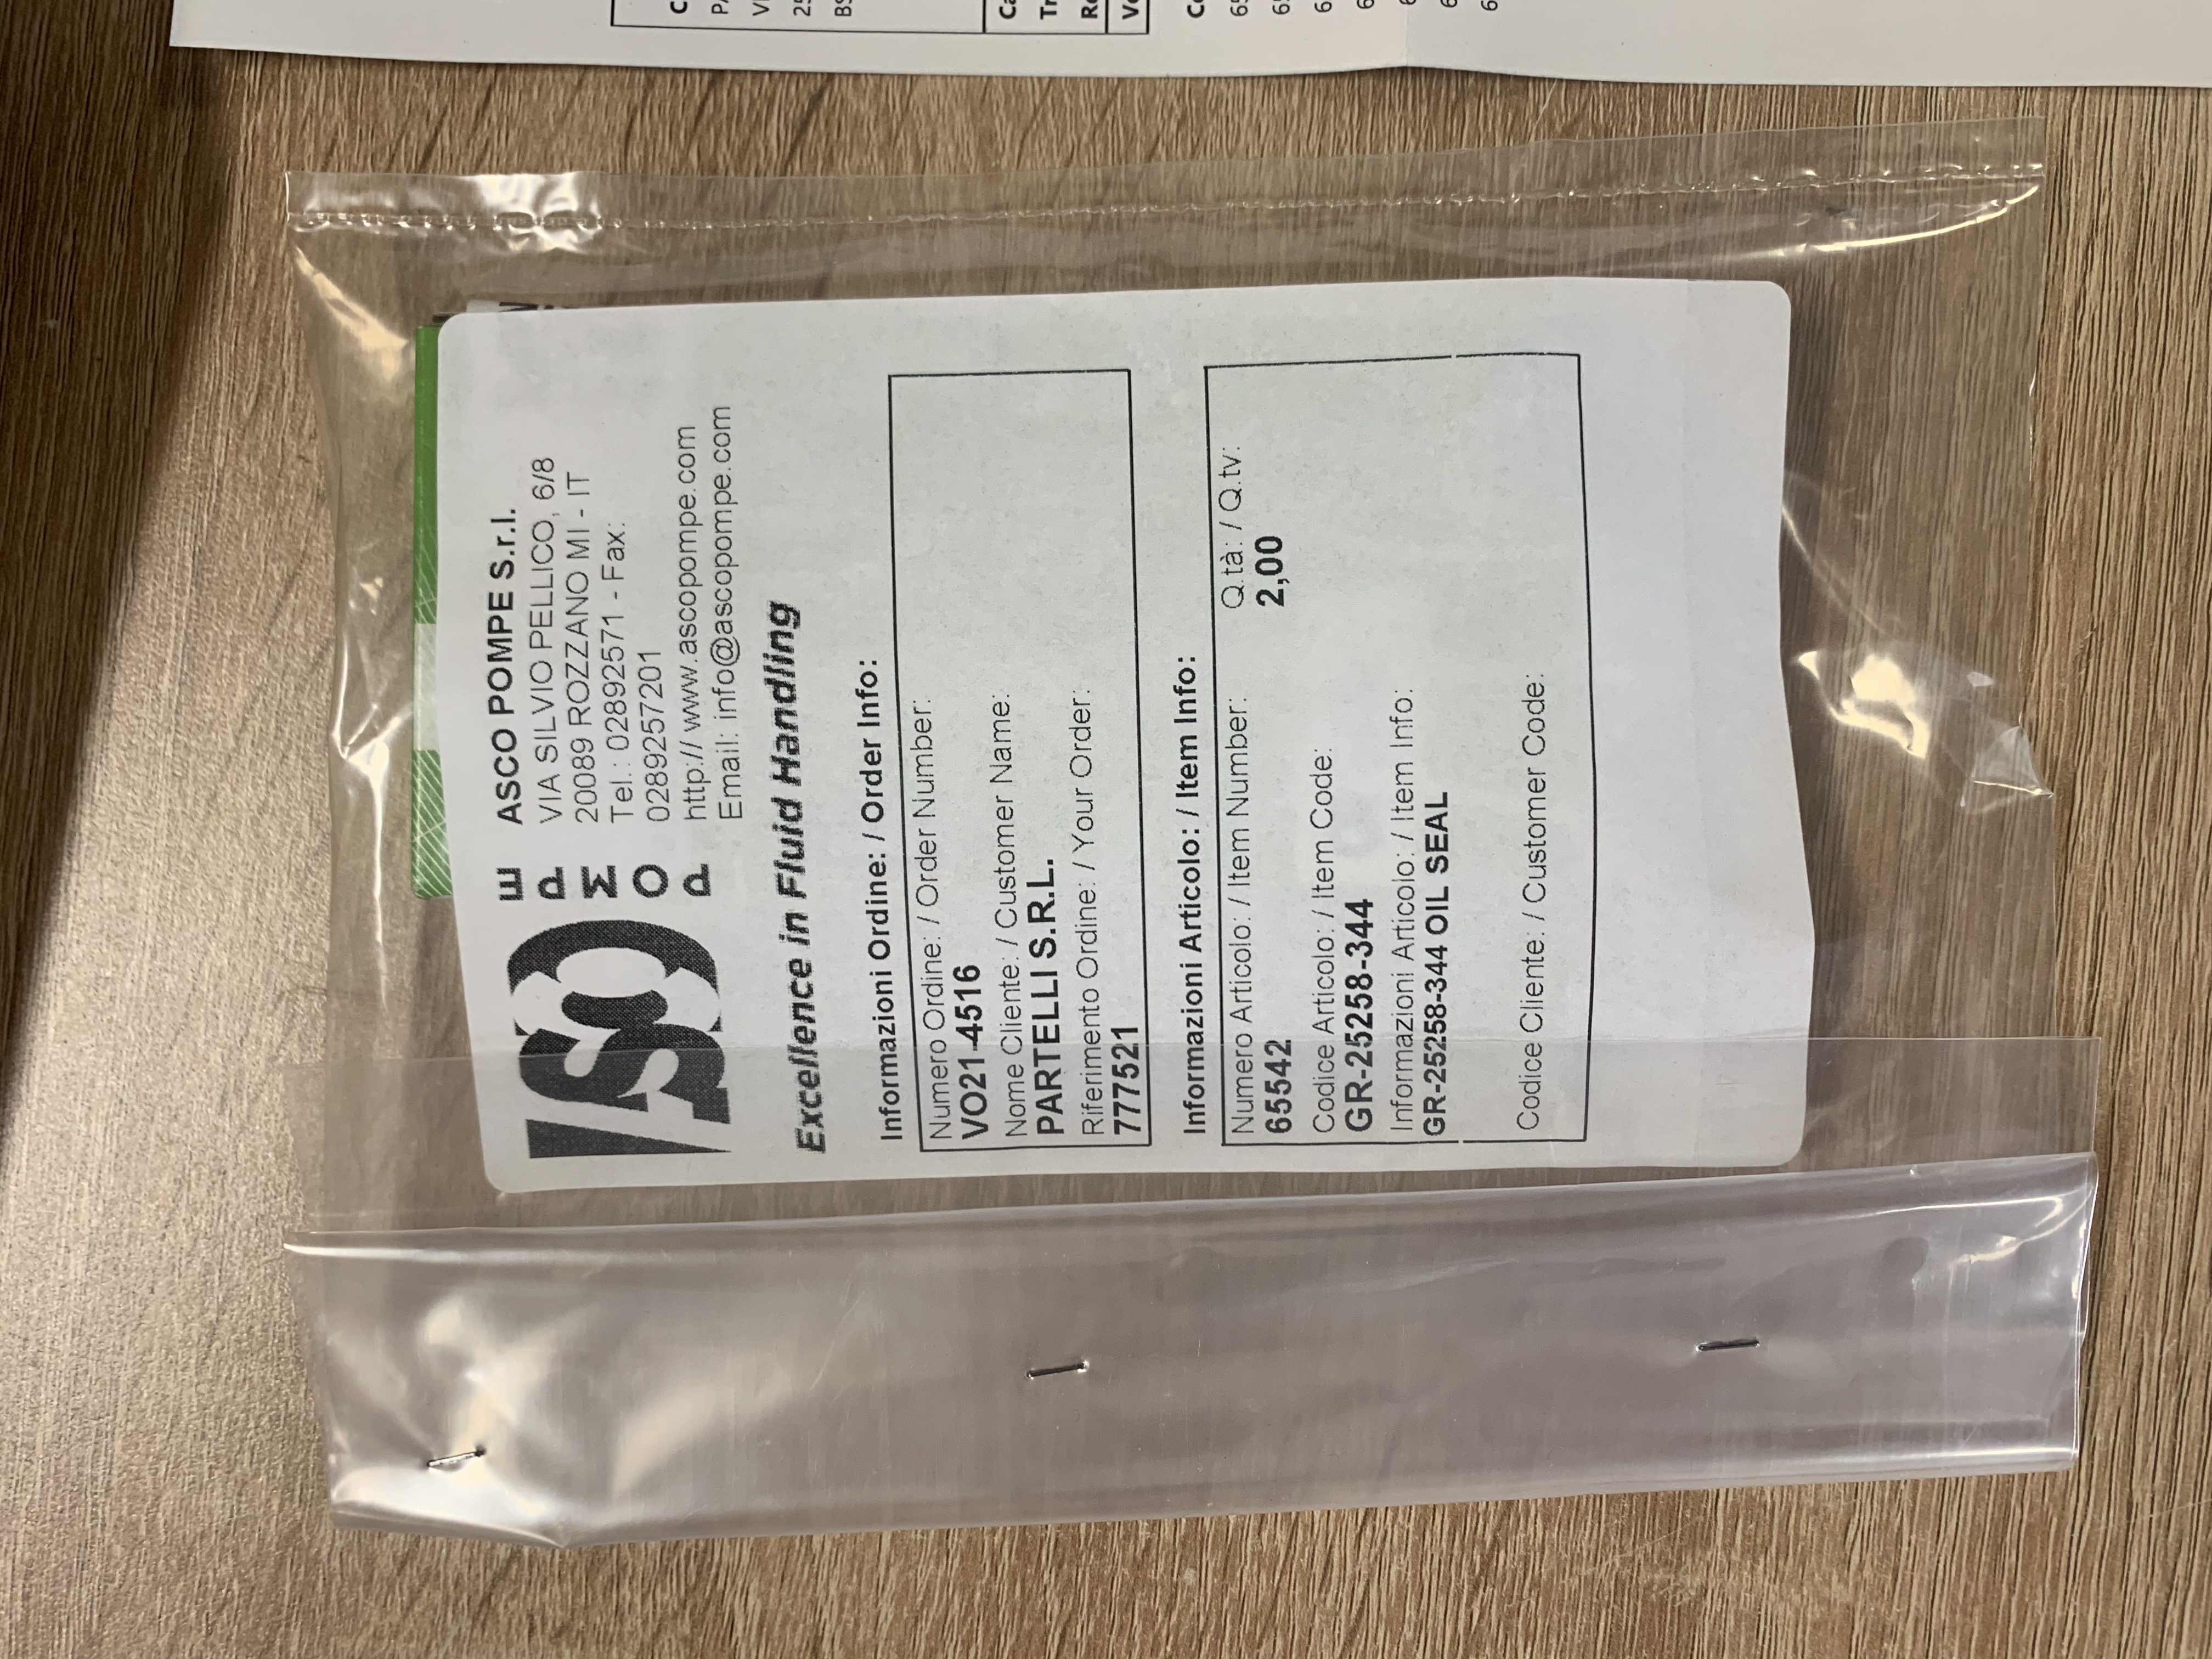 ASCO
POMPE
ASCO POMPE S.r.l.
VIA SILVIO PELLICO, 6/8
20089 ROZZANO MI - IT
Tel.: 02892571 - Fax:
0289257201
http:// www.ascopompe.com
Email: info@ascopompe.com
Excellence in Fluid Handling
Informazioni Ordine: / Order Info:
Numero Ordine: / Order Number:
VO21-4516
Nome Cliente: / Customer Name:
PARTELLI S.R.L.
Riferimento Ordine: / Your Order:
777521
Informazioni Articolo: / Item Info:
Numero Articolo: / Item Number: Q.tà: / Q.ty:
65542 2,00
Codice Articolo: / Item Code:
GR-25258-344
Informazioni Articolo: / Item Info:
GR-25258-344 OIL SEAL
Codice Cliente: / Customer Code: